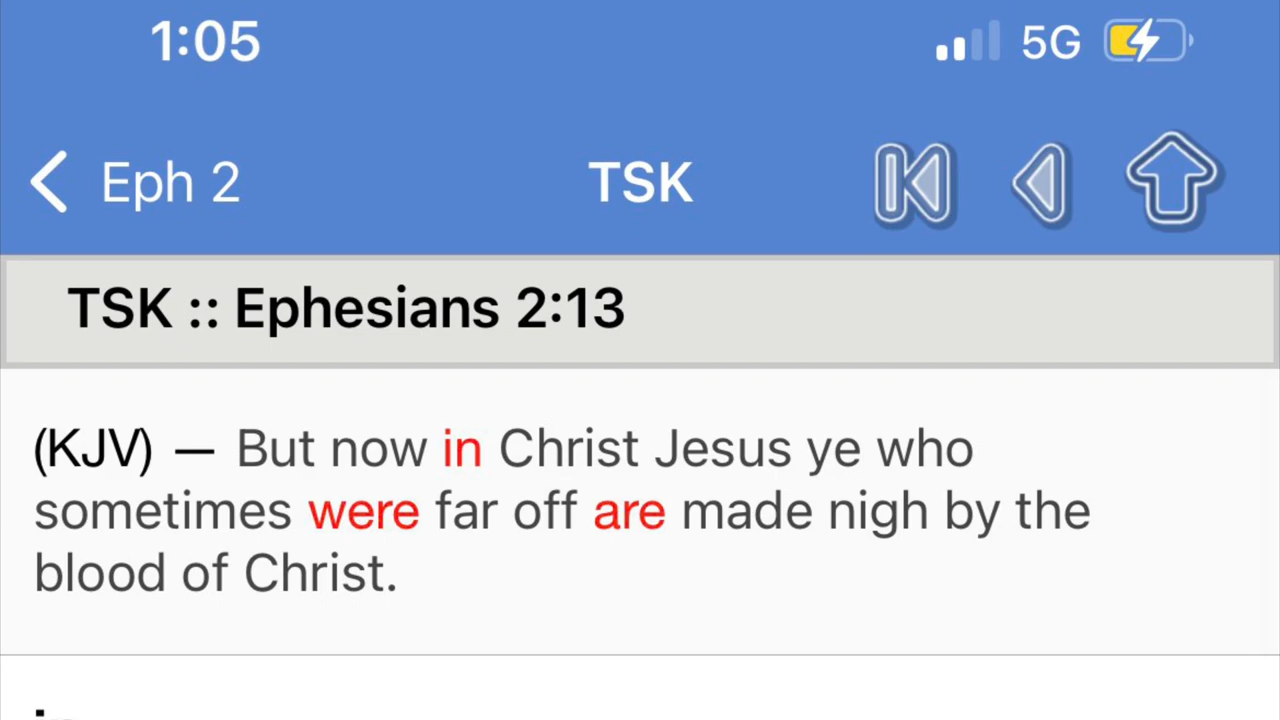 1:05 5G
Eph 2 TSK
TSK :: Ephesians 2:13
(KJV) — But now in Christ Jesus ye who
sometimes were far off are made nigh by the
blood of Christ.